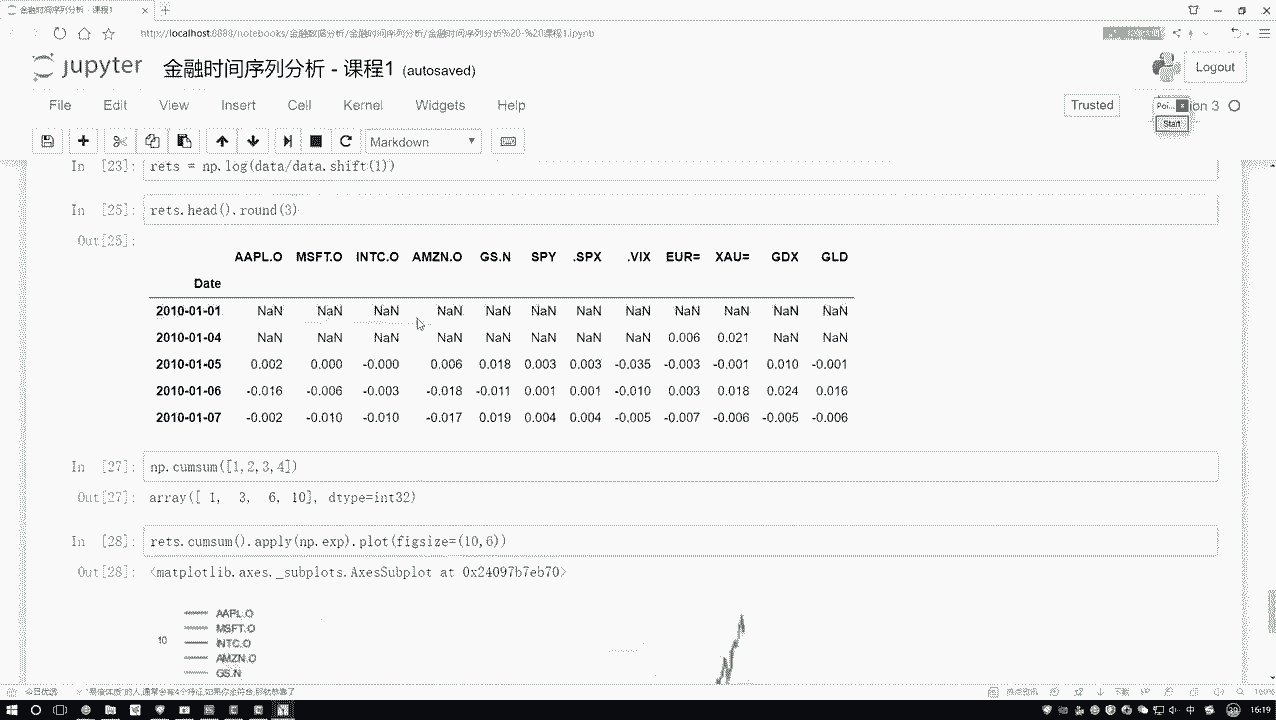 金融时间序列分析 - 课程1
http://localhost:8888/notebooks/金融数据分析/金融时间序列分析/金融时间序列分析%20-%20课程1.ipynb
jupyter 金融时间序列分析 - 课程1 (autosaved)
Logout
File Edit View Insert Cell Kernel Widgets Help
Trusted
Poi...
ion 3
Start
Markdown
In [23]: rets = np.log(data/data.shift(1))
In [25]: rets.head().round(3)
Out[25]:
AAPL.O MSFT.O INTC.O AMZN.O GS.N SPY .SPX .VIX EUR= XAU= GDX GLD
Date
2010-01-01 NaN NaN NaN NaN NaN NaN NaN NaN NaN NaN NaN NaN
2010-01-04 NaN NaN NaN NaN NaN NaN NaN NaN 0.006 0.021 NaN NaN
2010-01-05 0.002 0.000 -0.000 0.006 0.018 0.003 0.003 -0.035 -0.003 -0.001 0.010 -0.001
2010-01-06 -0.016 -0.006 -0.003 -0.018 -0.011 0.001 0.001 -0.010 0.003 0.018 0.024 0.016
2010-01-07 -0.002 -0.010 -0.010 -0.017 0.019 0.004 0.004 -0.005 -0.007 -0.006 -0.005 -0.006
In [27]: np.cumsum([1,2,3,4])
Out[27]: array([ 1, 3, 6, 10], dtype=int32)
In [28]: rets.cumsum().apply(np.exp).plot(figsize=(10,6))
Out[28]: <matplotlib.axes._subplots.AxesSubplot at 0x24097b7eb70>
AAPL.O
10
MSFT.O
INTC.O
AMZN.O
GS.N
今日优选
16:19